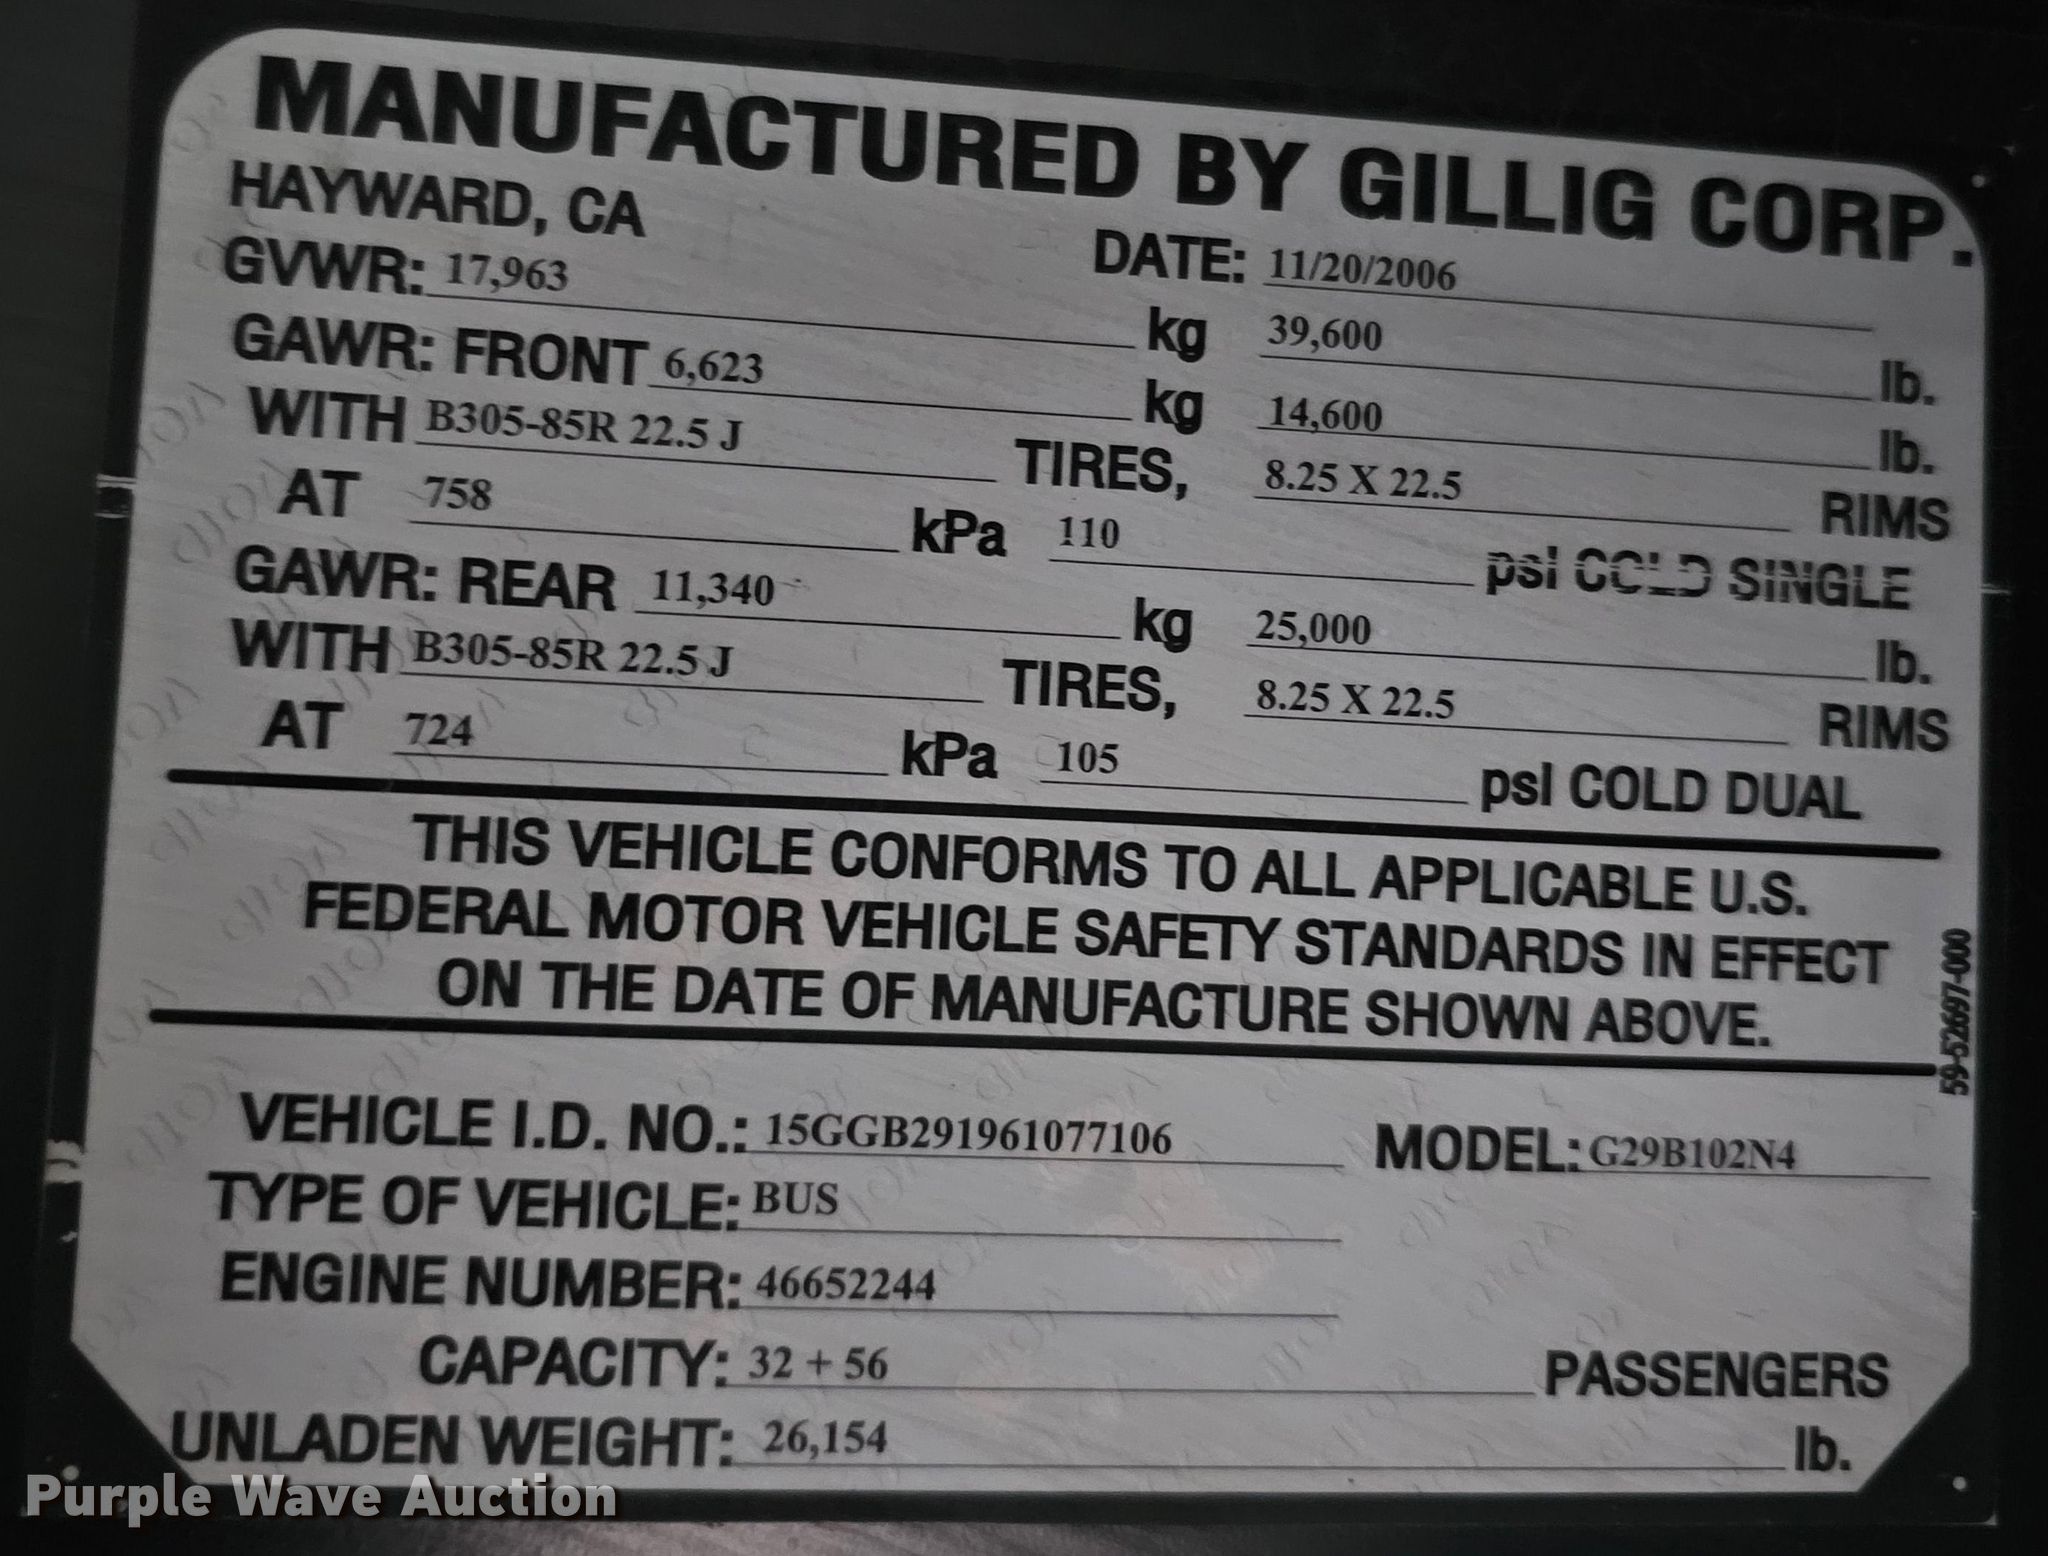 MANUFACTURED BY GILLIG CORP.
HAYWARD, CA DATE: 11/20/2006
GVWR: 17,963 kg 39,600 lb.
GAWR: FRONT 6,623 kg 14,600 lb.
WITH B305-85R 22.5 J TIRES, 8.25 X 22.5 RIMS
AT 758 kPa 110 psi COLD SINGLE
GAWR: REAR 11,340 kg 25,000 lb.
WITH B305-85R 22.5 J TIRES, 8.25 X 22.5 RIMS
AT 724 kPa 105 psi COLD DUAL
THIS VEHICLE CONFORMS TO ALL APPLICABLE U.S.
FEDERAL MOTOR VEHICLE SAFETY STANDARDS IN EFFECT
ON THE DATE OF MANUFACTURE SHOWN ABOVE.
59-52697-00
VEHICLE I.D. NO.: 15GGB291961077106 MODEL: G29B102N4
TYPE OF VEHICLE: BUS
ENGINE NUMBER: 46652244
CAPACITY: 32 + 56 PASSENGERS
UNLADEN WEIGHT: 26,154 lb.
Purple Wave Auction